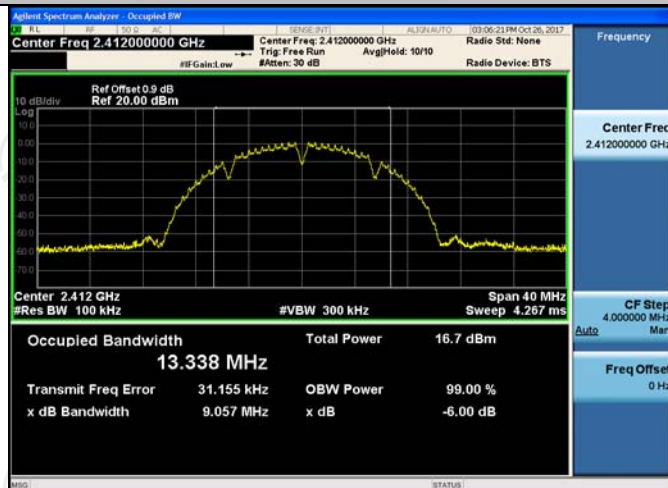 Agilent Spectrum Analyzer - Occupied BW
RL RF 50 Ω AC SENSE:INT ALIGN AUTO 03:06:21 PM Oct 26, 2017
Center Freq 2.412000000 GHz
Center Freq: 2.412000000 GHz
Radio Std: None
Trig: Free Run Avg|Hold: 10/10
#IFGain:Low #Atten: 30 dB Radio Device: BTS
Frequency
Ref Offset 0.9 dB
10 dB/div Ref 20.00 dBm
Log
10.0
0.00
-10.0
-20.0
-30.0
-40.0
-50.0
-60.0
-70.0
Center 2.412 GHz Span 40 MHz
#Res BW 100 kHz #VBW 300 kHz Sweep 4.267 ms
Occupied Bandwidth Total Power 16.7 dBm
13.338 MHz
Transmit Freq Error 31.155 kHz OBW Power 99.00 %
x dB Bandwidth 9.057 MHz x dB -6.00 dB
Center Freq
2.412000000 GHz
CF Step
4.000000 MHz
Auto Man
Freq Offset
0 Hz
MSG STATUS